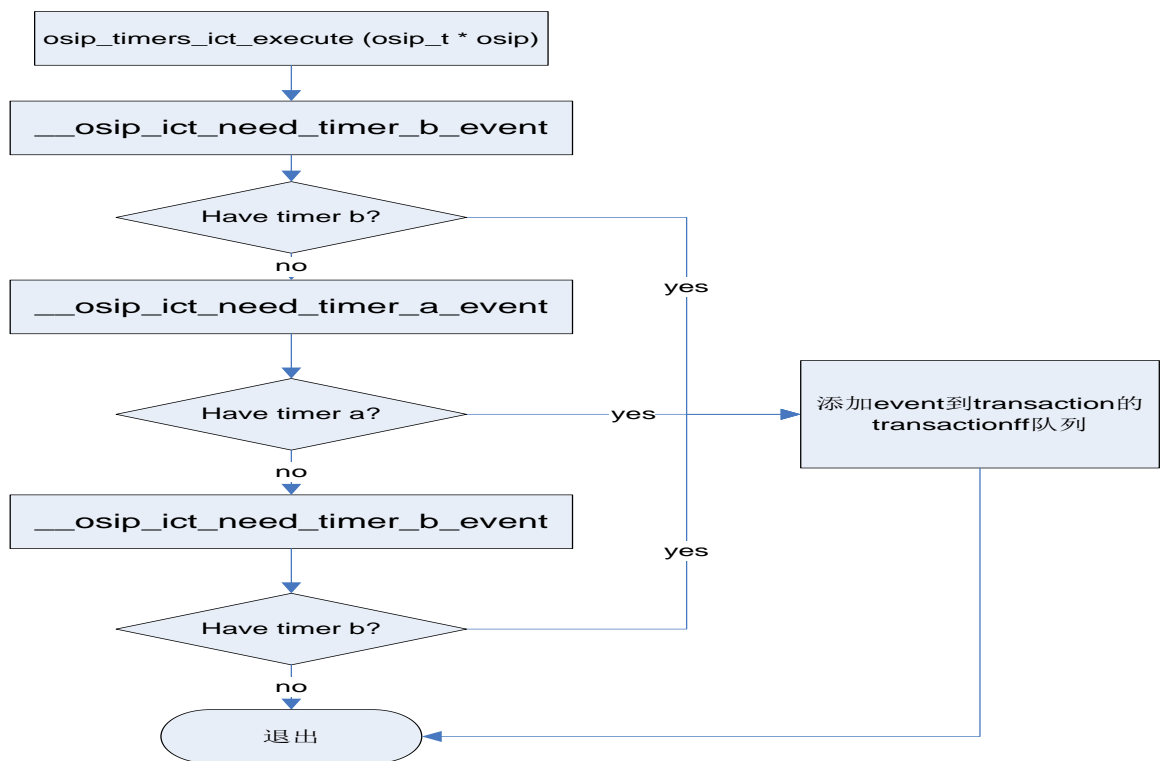 osip_timers_ict_execute (osip_t * osip)
__osip_ict_need_timer_b_event
Have timer b?
no
yes
__osip_ict_need_timer_a_event
Have timer a?
yes
添加event到transaction的
transactionff队列
no
__osip_ict_need_timer_b_event
yes
Have timer b?
no
退出